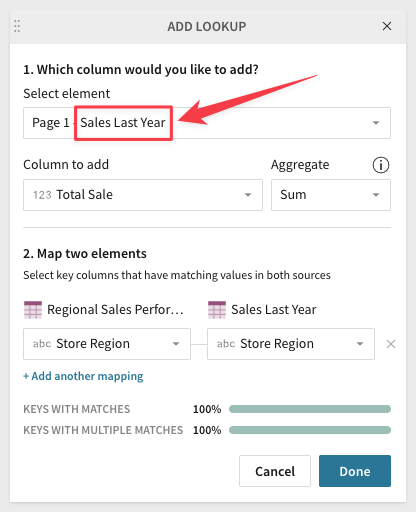 ADD LOOKUP
1. Which column would you like to add?
Select element
Page 1 - Sales Last Year
Column to add
Aggregate
123 Total Sale
Sum
2. Map two elements
Select key columns that have matching values in both sources
Regional Sales Perfor...
Sales Last Year
abc Store Region
abc Store Region
+ Add another mapping
KEYS WITH MATCHES 100%
KEYS WITH MULTIPLE MATCHES 100%
Cancel
Done